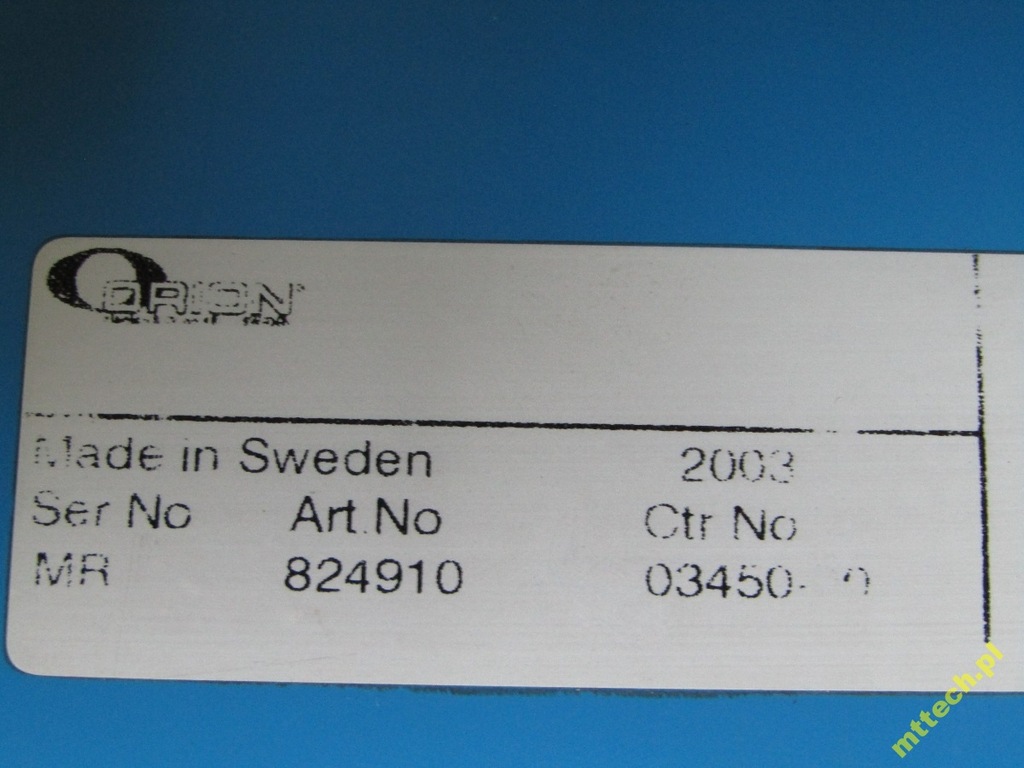 ORION
Made in Sweden 2003
Ser No Art.No Ctr No
MR 824910
mttech.pl